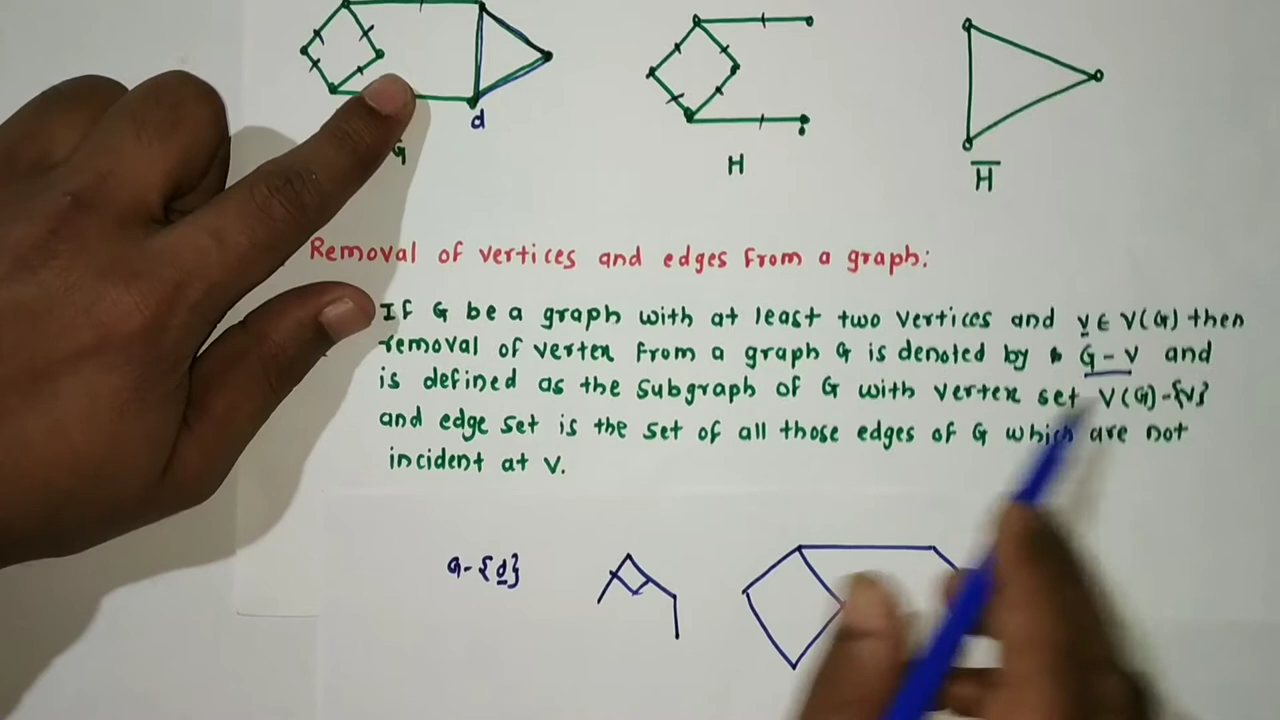 d
G
H
H̅
Removal of vertices and edges from a graph:
If G be a graph with at least two vertices and v ∈ V(G) then
removal of vertex from a graph G is denoted by G - v and
is defined as the subgraph of G with vertex set V(G)-{v}
and edge set is the set of all those edges of G which are not
incident at v.
G-{d}